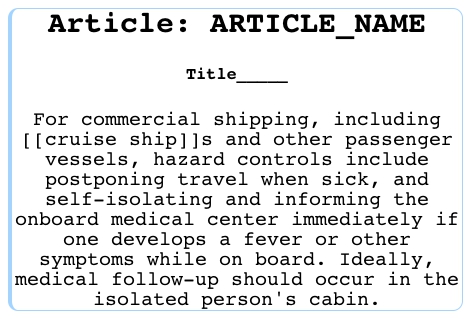 Article: ARTICLE_NAME
Title_____
For commercial shipping, including
[[cruise ship]]s and other passenger
vessels, hazard controls include
postponing travel when sick, and
self-isolating and informing the
onboard medical center immediately if
one develops a fever or other
symptoms while on board. Ideally,
medical follow-up should occur in the
isolated person's cabin.